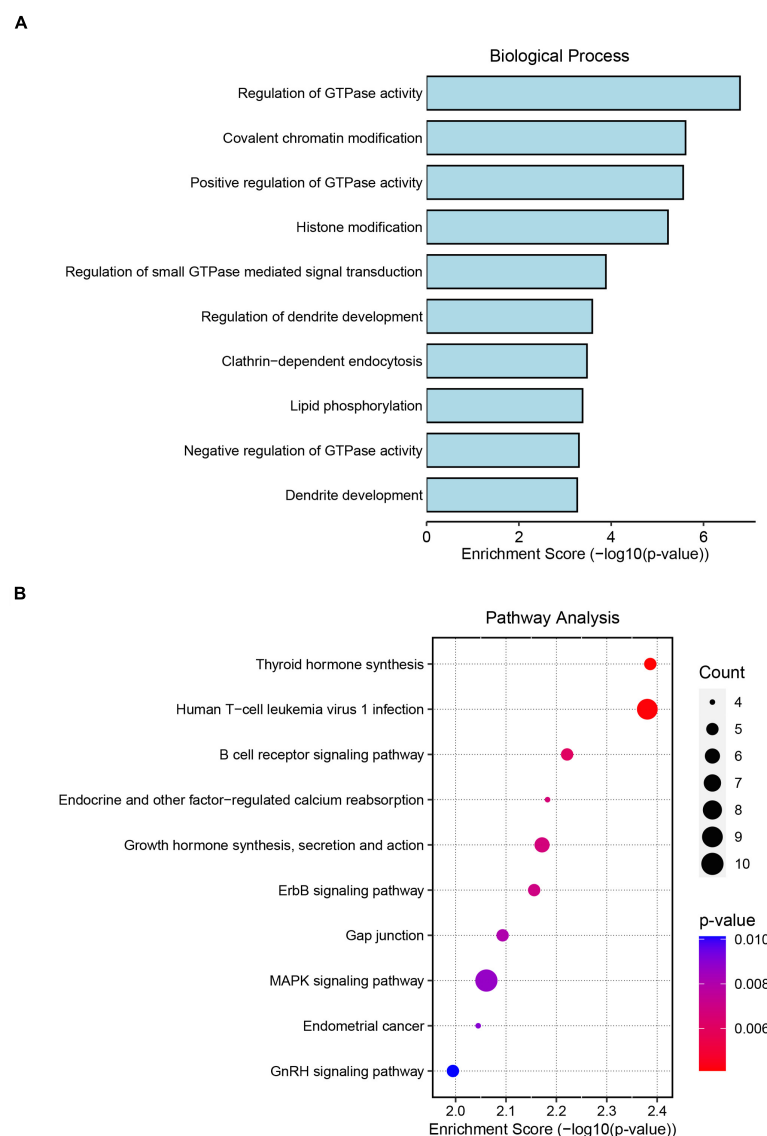 A
Biological Process
Regulation of GTPase activity
Covalent chromatin modification
Positive regulation of GTPase activity
Histone modification
Regulation of small GTPase mediated signal transduction
Regulation of dendrite development
Clathrin−dependent endocytosis
Lipid phosphorylation
Negative regulation of GTPase activity
Dendrite development
0 2 4 6
Enrichment Score (−log10(p-value))
B
Pathway Analysis
Thyroid hormone synthesis
Human T−cell leukemia virus 1 infection
B cell receptor signaling pathway
Endocrine and other factor−regulated calcium reabsorption
Growth hormone synthesis, secretion and action
ErbB signaling pathway
Gap junction
MAPK signaling pathway
Endometrial cancer
GnRH signaling pathway
2.0 2.1 2.2 2.3 2.4
Enrichment Score (−log10(p-value))
Count
4
5
6
7
8
9
10
p-value
0.010
0.008
0.006